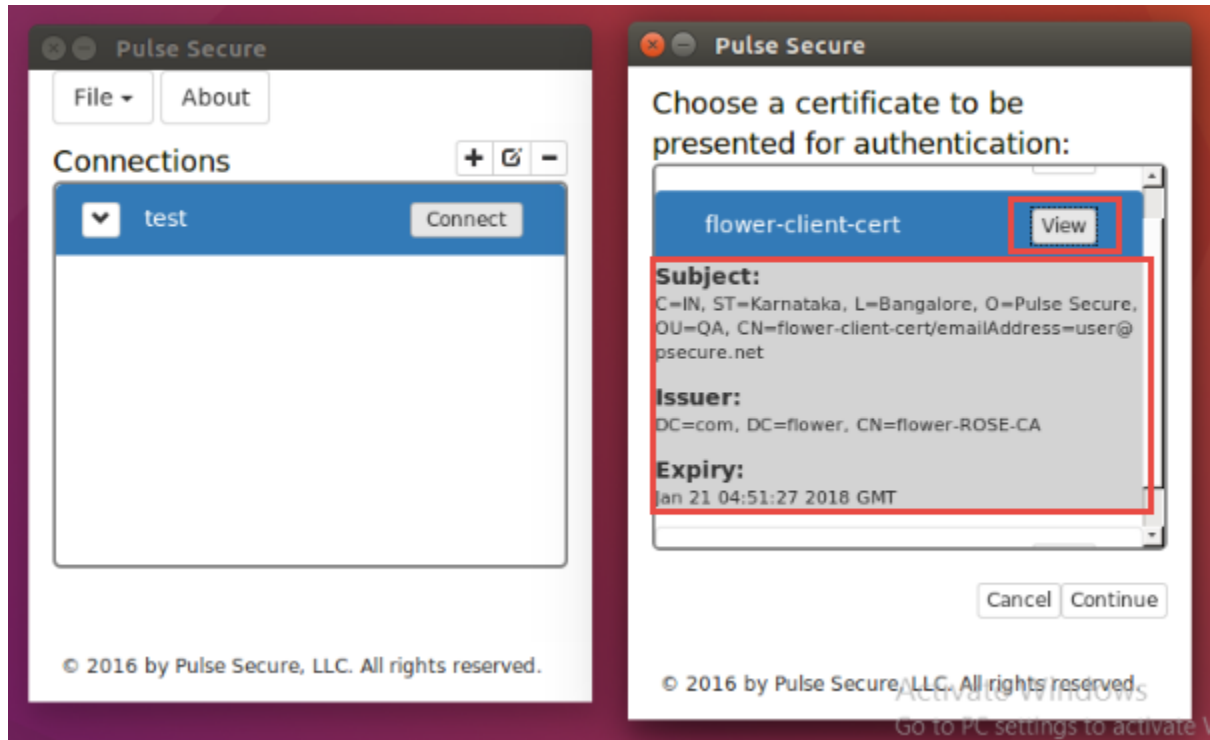 Pulse Secure
File
About
Connections
test
Connect
© 2016 by Pulse Secure, LLC. All rights reserved.
Pulse Secure
Choose a certificate to be
presented for authentication:
flower-client-cert
View
Subject:
C=IN, ST=Karnataka, L=Bangalore, O=Pulse Secure,
OU=QA, CN=flower-client-cert/emailAddress=user@
psecure.net
Issuer:
DC=com, DC=flower, CN=flower-ROSE-CA
Expiry:
Jan 21 04:51:27 2018 GMT
Cancel
Continue
© 2016 by Pulse Secure, LLC. All rights reserved.
Activate Windows
Go to PC settings to activate